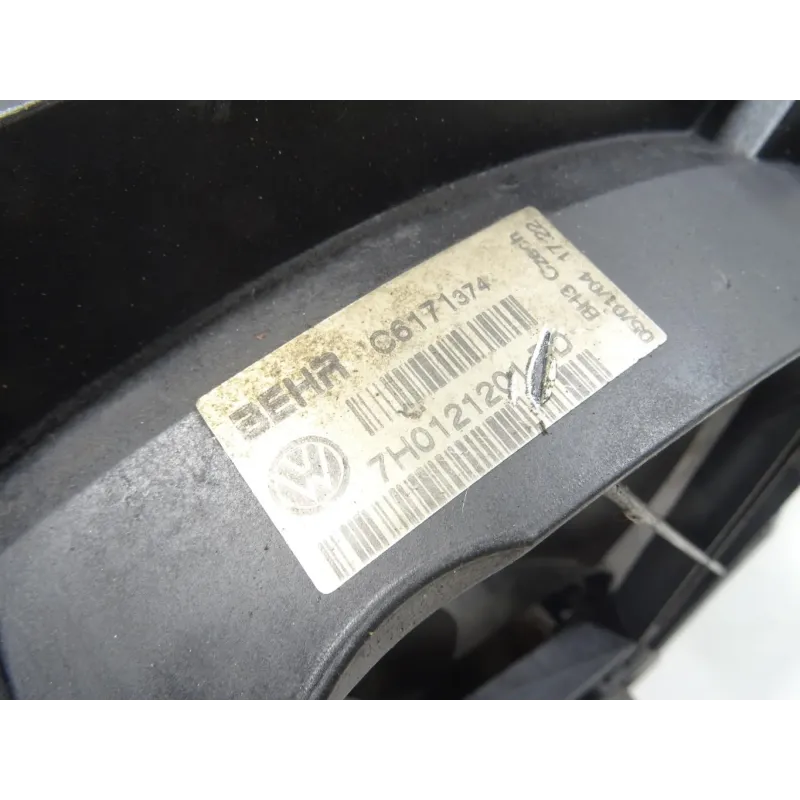 BEHR C6171374
BH3 Czech
05/01/04 17:22
7H0121201